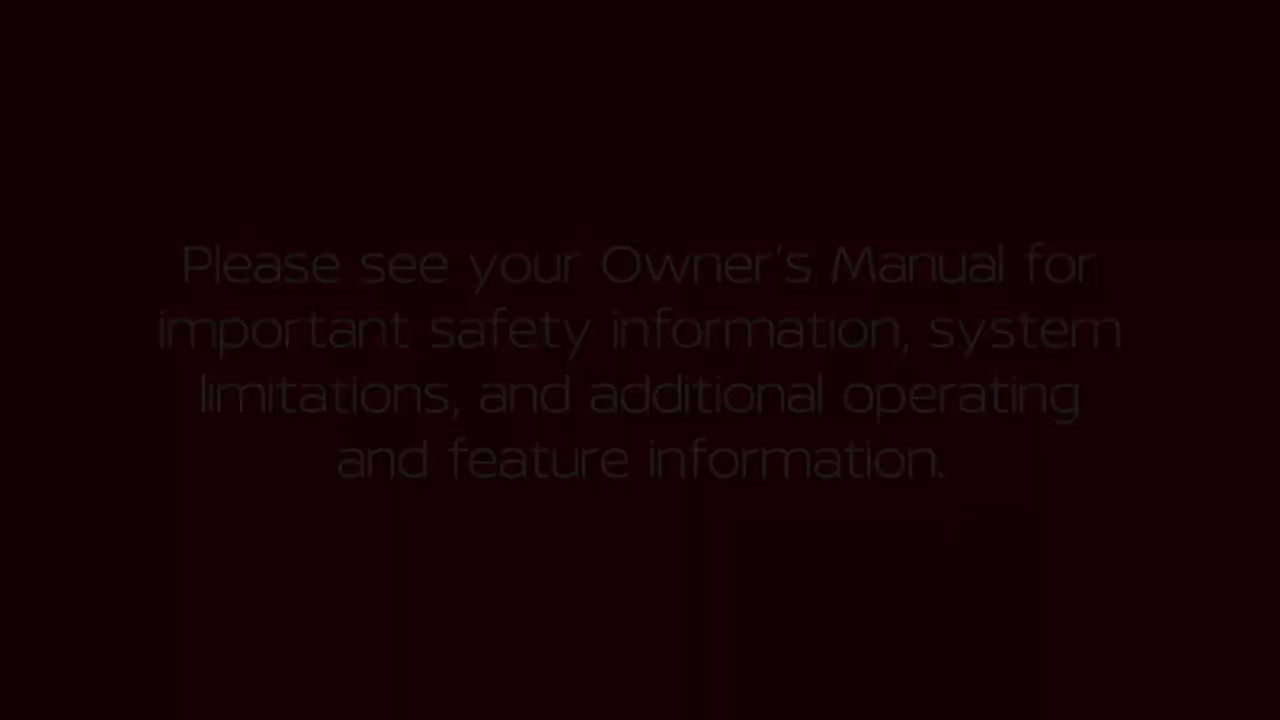 Please see your Owner's Manual for
important safety information, system
limitations, and additional operating
and feature information.